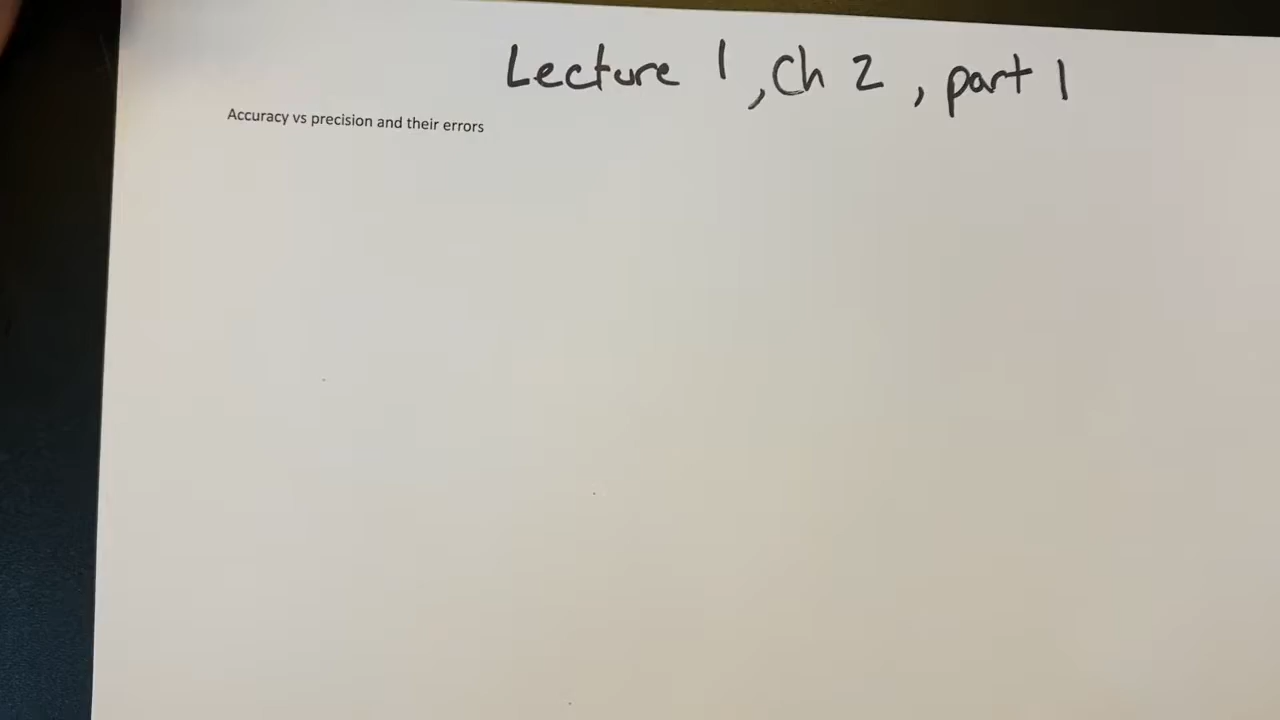 Lecture 1, Ch 2, part 1
Accuracy vs precision and their errors